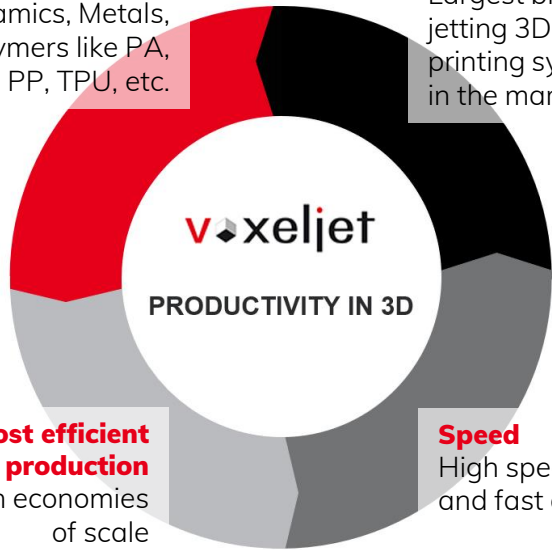 amics, Metals,
ymers like PA,
PP, TPU, etc.
jetting 3D
printing sy
in the mar
voxeljet
PRODUCTIVITY IN 3D
ost efficient
production
n economies
of scale
Speed
High spe
and fast